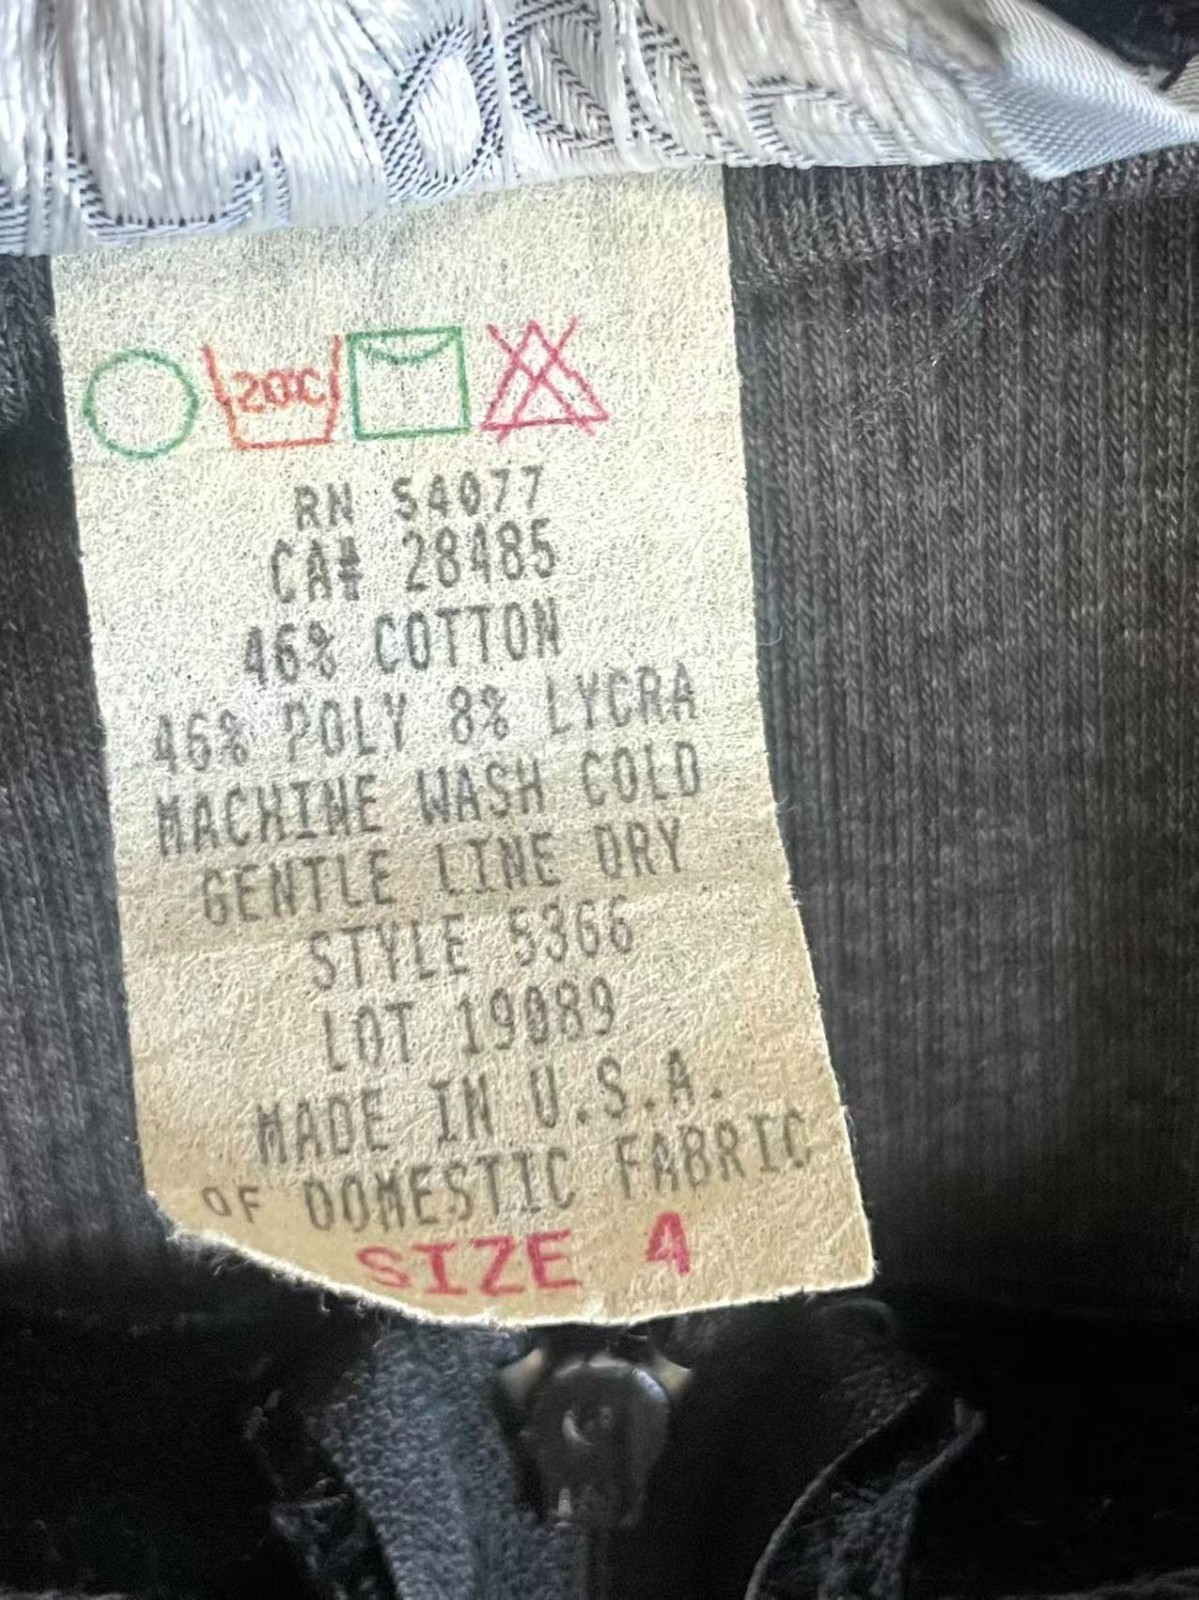 20°C
RN 54077
CA# 28485
46% COTTON
46% POLY 8% LYCRA
MACHINE WASH COLD
GENTLE LINE DRY
STYLE 5366
LOT 19089
MADE IN U.S.A.
OF DOMESTIC FABRIC
SIZE 4